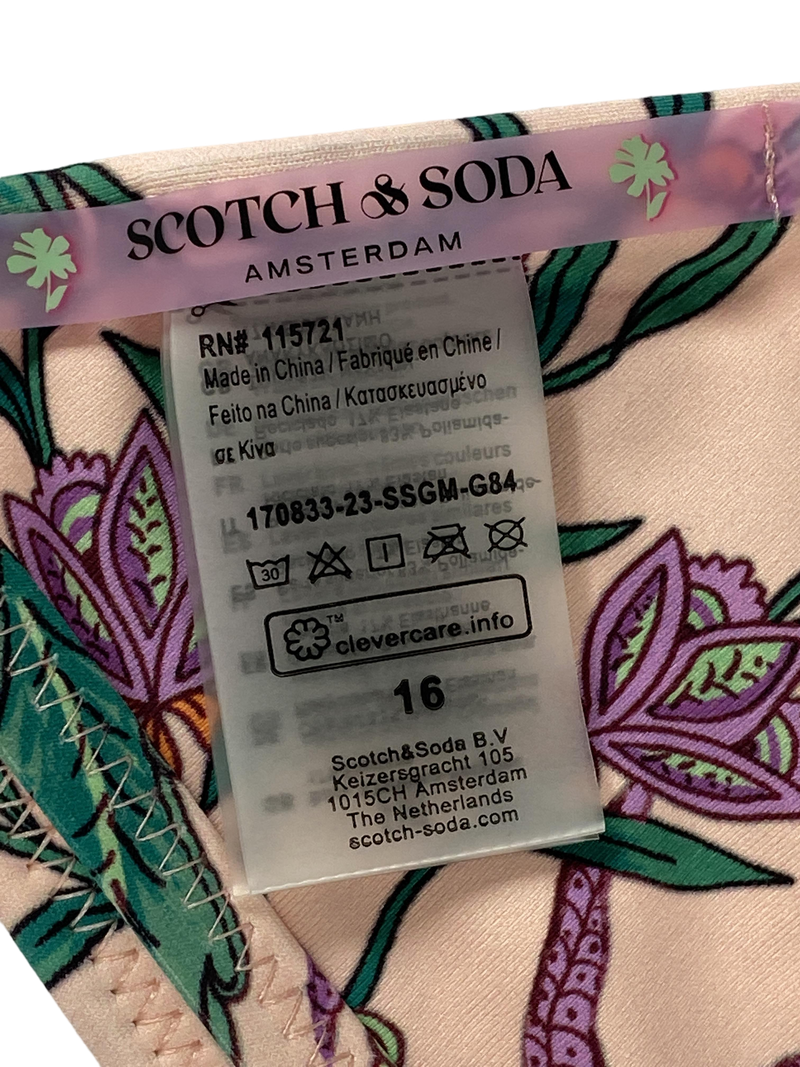 SCOTCH & SODA
AMSTERDAM
RN# 115721
Made in China / Fabriqué en Chine /
Feito na China / Κατασκευασμένο
σε Κίνα
170833-23-SSGM-G84
30
clevercare.info
TM
16
Scotch&Soda B.V
Keizersgracht 105
1015CH Amsterdam
The Netherlands
scotch-soda.com